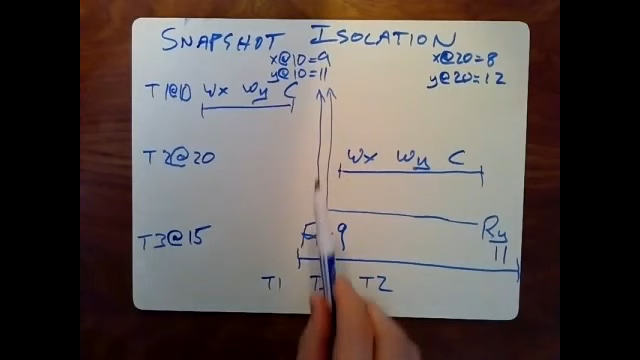 SNAPSHOT ISOLATION
x@10=9
y@10=11
x@20=8
y@20=12
T1@10 Wx Wy C
T2@20 Wx Wy C
T3@15 9 Ry
11
T1 T2